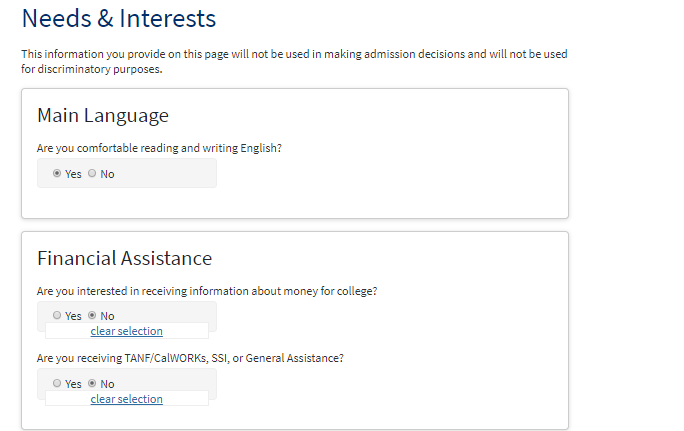 Needs & Interests
This information you provide on this page will not be used in making admission decisions and will not be used
for discriminatory purposes.
Main Language
Are you comfortable reading and writing English?
Yes No
Financial Assistance
Are you interested in receiving information about money for college?
Yes No
clear selection
Are you receiving TANF/CalWORKs, SSI, or General Assistance?
Yes No
clear selection